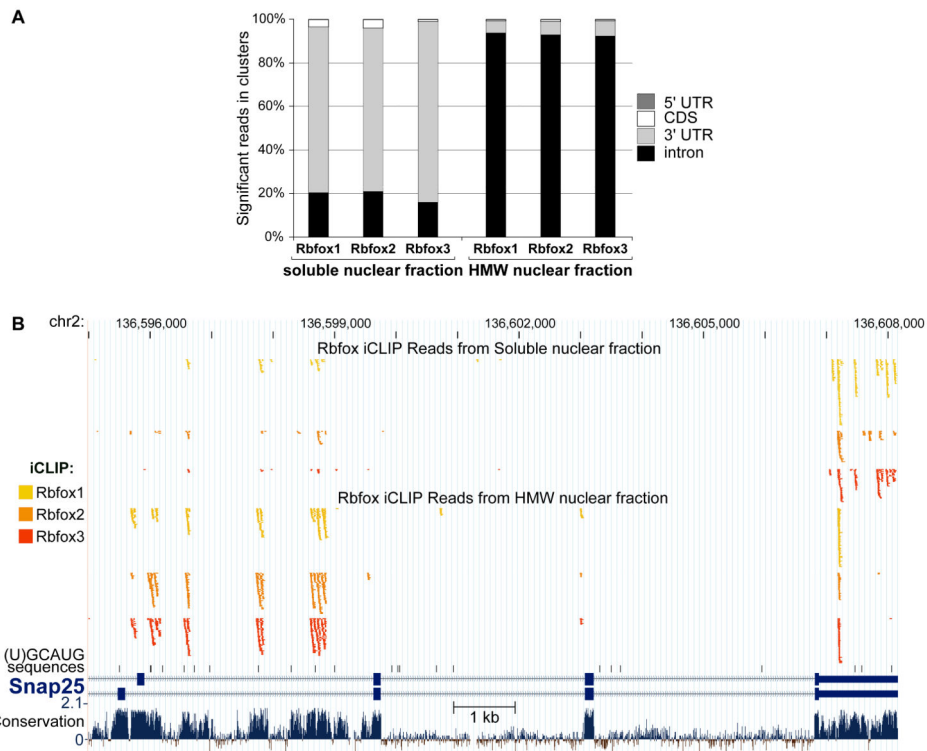 A
Significant reads in clusters
100%
80%
60%
40%
20%
0%
Rbfox1 Rbfox2 Rbfox3 Rbfox1 Rbfox2 Rbfox3
soluble nuclear fraction HMW nuclear fraction
5' UTR
CDS
3' UTR
intron
B
chr2: 136,596,000 136,599,000 136,602,000 136,605,000 136,608,000
Rbfox iCLIP Reads from Soluble nuclear fraction
iCLIP:
Rbfox1
Rbfox2
Rbfox3
Rbfox iCLIP Reads from HMW nuclear fraction
(U)GCAUG
sequences
Snap25
2.1
Conservation
0
1 kb